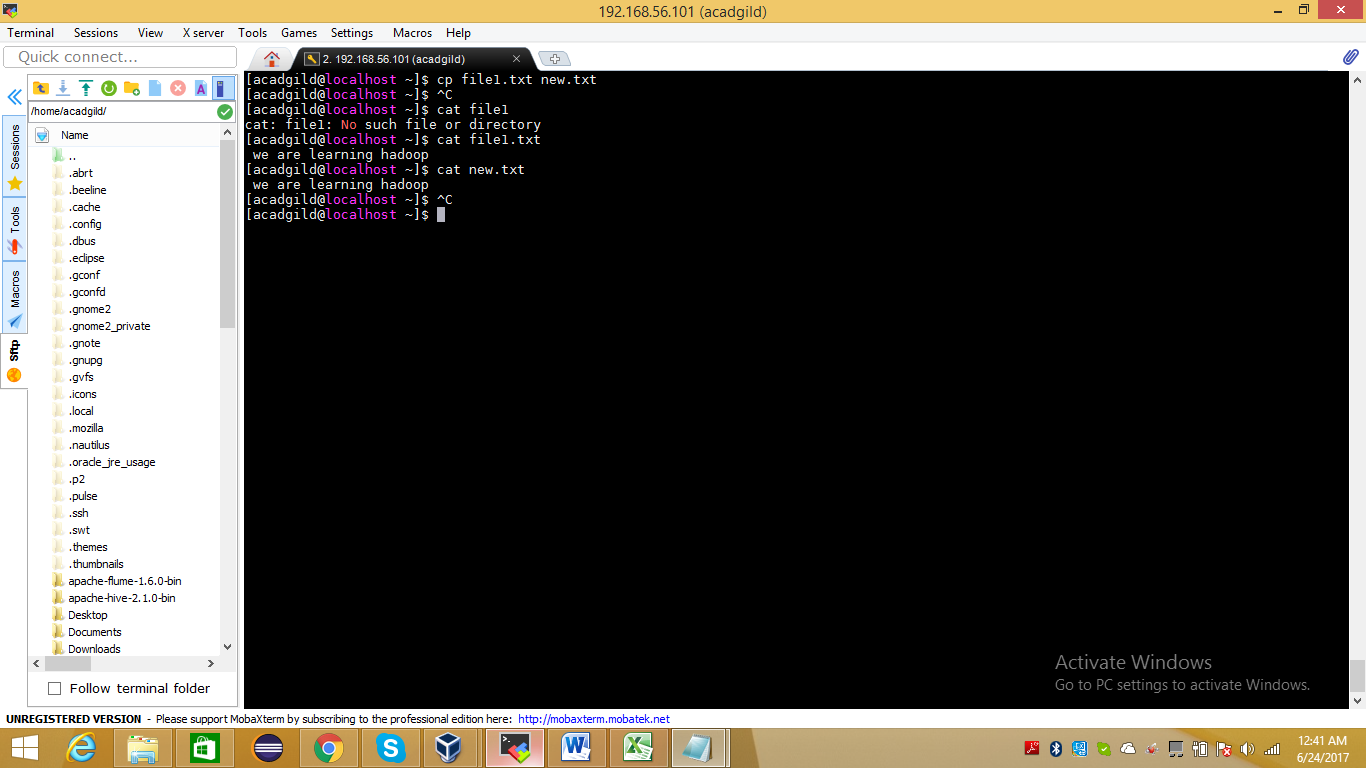 192.168.56.101 (acadgild)
Terminal Sessions View X server Tools Games Settings Macros Help
Quick connect...
2. 192.168.56.101 (acadgild)
/home/acadgild/
Name
..
.abrt
.beeline
.cache
.config
.dbus
.eclipse
.gconf
.gconfd
.gnome2
.gnome2_private
.gnote
.gnupg
.gvfs
.icons
.local
.mozilla
.nautilus
.oracle_jre_usage
.p2
.pulse
.ssh
.swt
.themes
.thumbnails
apache-flume-1.6.0-bin
apache-hive-2.1.0-bin
Desktop
Documents
Downloads
Follow terminal folder
Sessions
Tools
Macros
Sftp
[acadgild@localhost ~]$ cp file1.txt new.txt
[acadgild@localhost ~]$ ^C
[acadgild@localhost ~]$ cat file1
cat: file1: No such file or directory
[acadgild@localhost ~]$ cat file1.txt
we are learning hadoop
[acadgild@localhost ~]$ cat new.txt
we are learning hadoop
[acadgild@localhost ~]$ ^C
[acadgild@localhost ~]$
Activate Windows
Go to PC settings to activate Windows.
UNREGISTERED VERSION - Please support MobaXterm by subscribing to the professional edition here: http://mobaxterm.mobatek.net
12:41 AM
6/24/2017